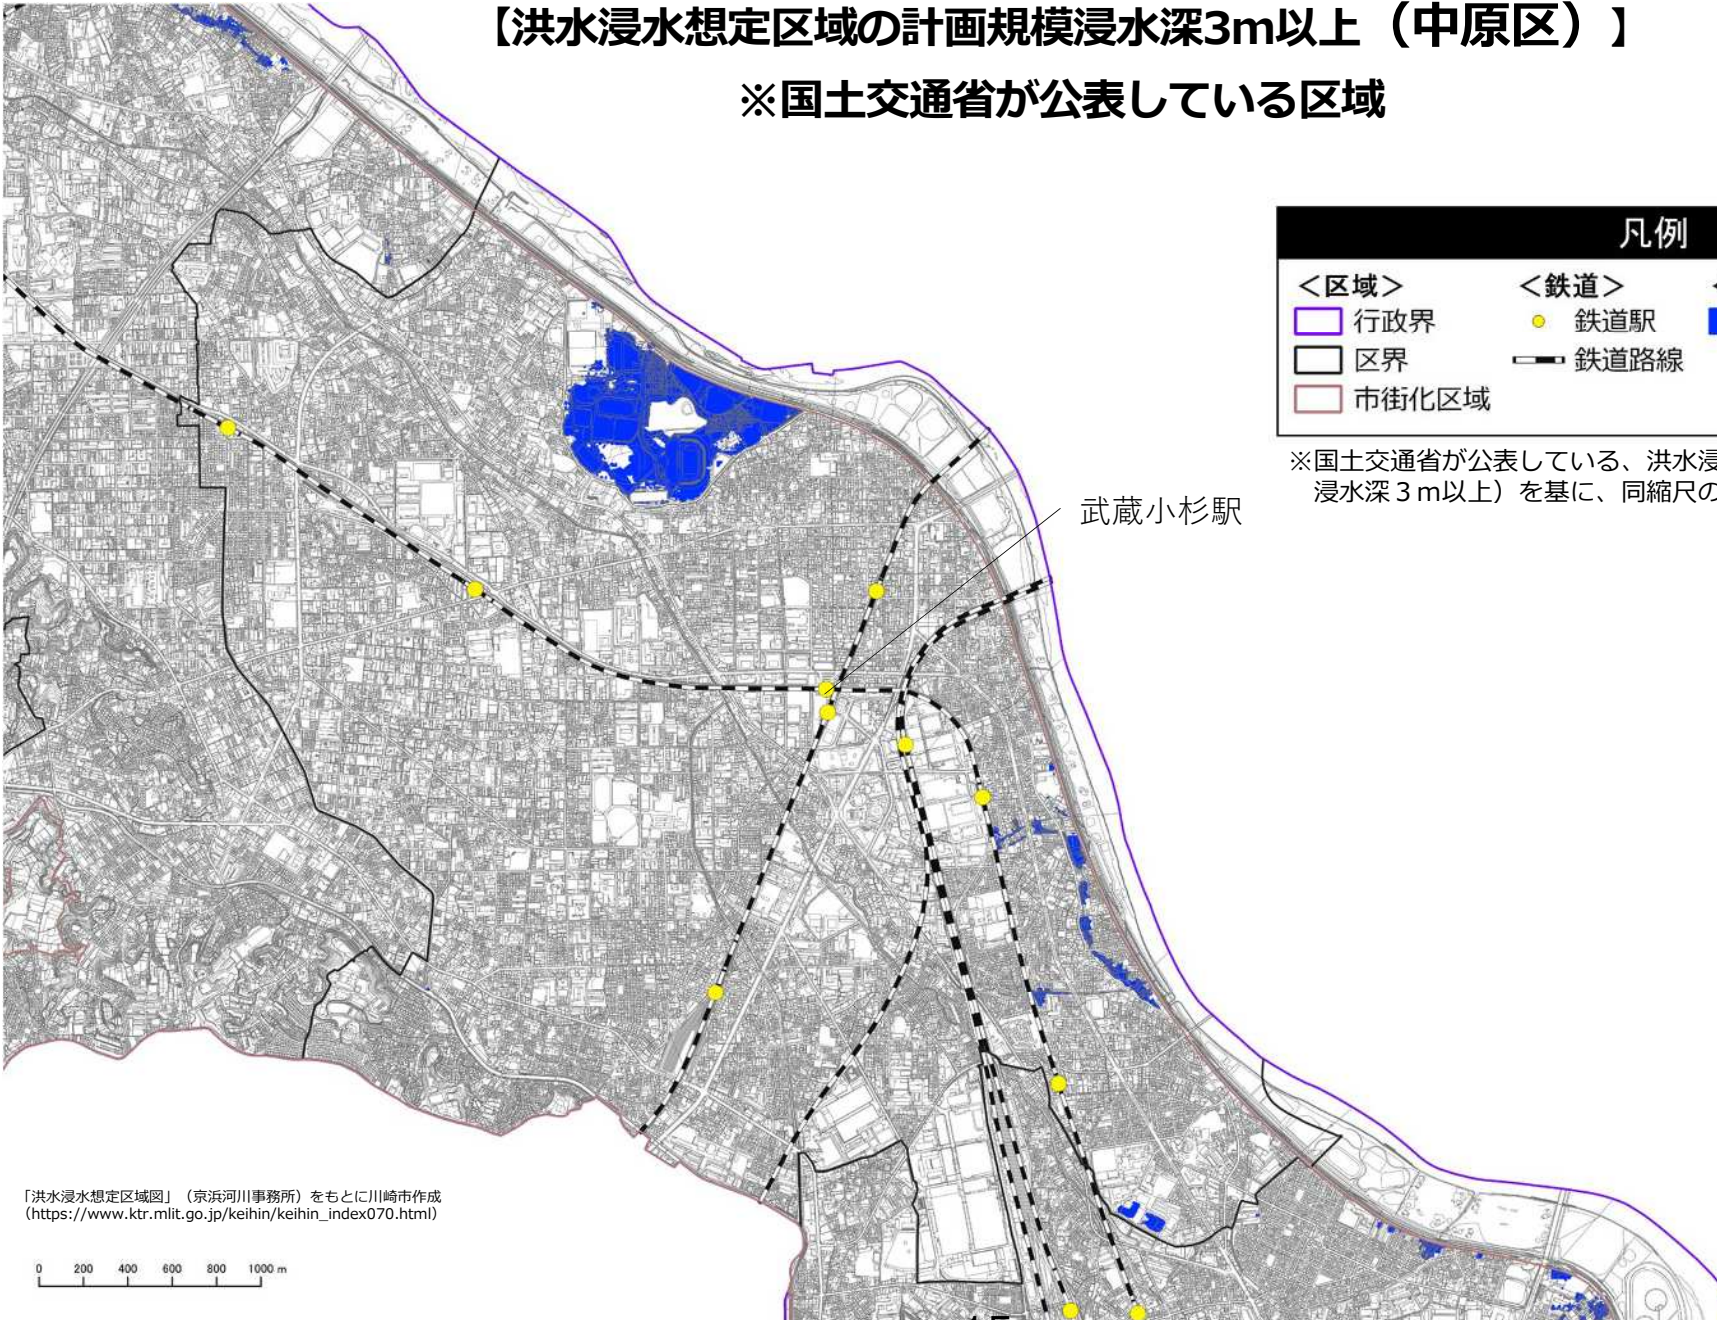 【洪水浸水想定区域の計画規模浸水深3m以上（中原区）】
※国土交通省が公表している区域
凡例
＜区域＞
行政界
区界
市街化区域
＜鉄道＞
鉄道駅
鉄道路線
※国土交通省が公表している、洪水浸
浸水深３m以上）を基に、同縮尺の
武蔵小杉駅
「洪水浸水想定区域図」（京浜河川事務所）をもとに川崎市作成
（https://www.ktr.mlit.go.jp/keihin/keihin_index070.html）
0 200 400 600 800 1000 m